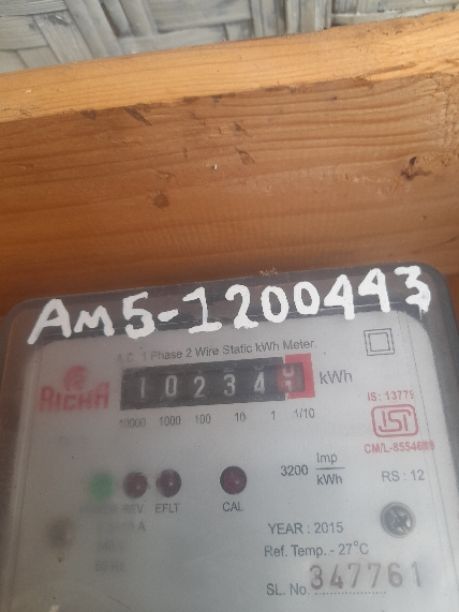 AM5-1200443
A.C. 1 Phase 2 Wire Static kWh Meter.
RICHA
10234 kWh
10000 1000 100 10 1 1/10
IS: 13779
ISI
CM/L-8554689
3200 Imp/kWh
RS : 12
REV EFLT CAL
YEAR : 2015
Ref. Temp. - 27°C
SL. No. 347761